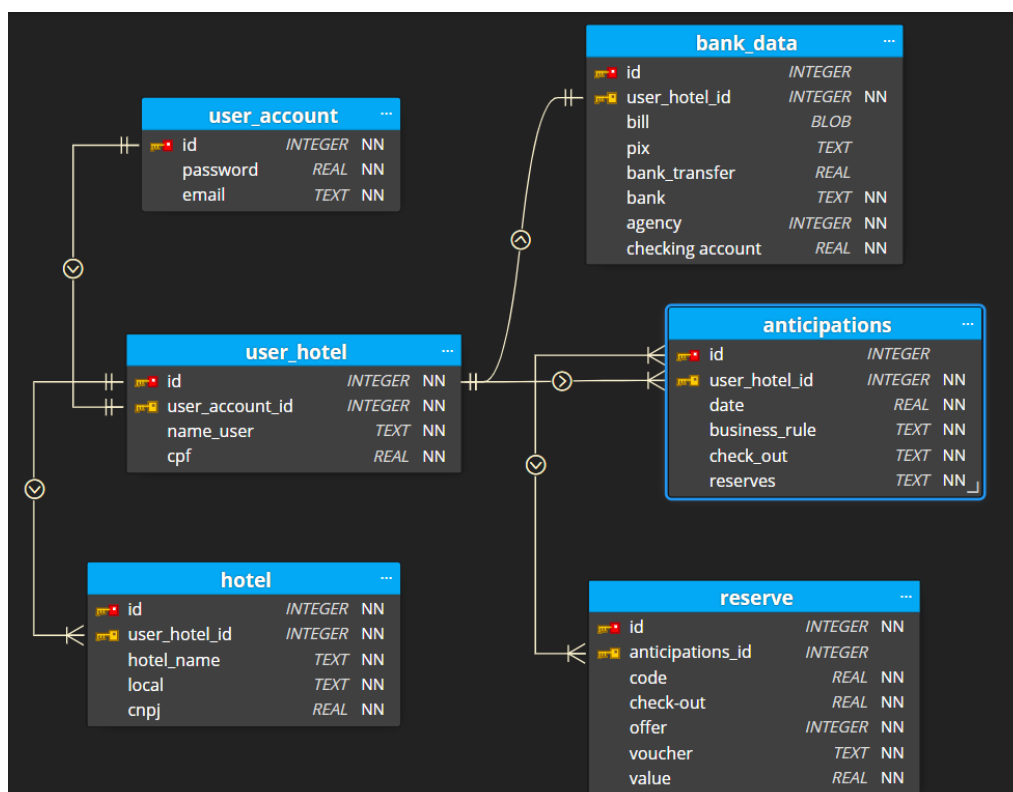 bank_data ...
id INTEGER
user_hotel_id INTEGER NN
bill BLOB
pix TEXT
bank_transfer REAL
bank TEXT NN
agency INTEGER NN
checking account REAL NN
user_account ...
id INTEGER NN
password REAL NN
email TEXT NN
user_hotel ...
id INTEGER NN
user_account_id INTEGER NN
name_user TEXT NN
cpf REAL NN
anticipations ...
id INTEGER
user_hotel_id INTEGER NN
date REAL NN
business_rule TEXT NN
check_out TEXT NN
reserves TEXT NN
hotel ...
id INTEGER NN
user_hotel_id INTEGER NN
hotel_name TEXT NN
local TEXT NN
cnpj REAL NN
reserve ...
id INTEGER NN
anticipations_id INTEGER
code REAL NN
check-out REAL NN
offer INTEGER NN
voucher TEXT NN
value REAL NN